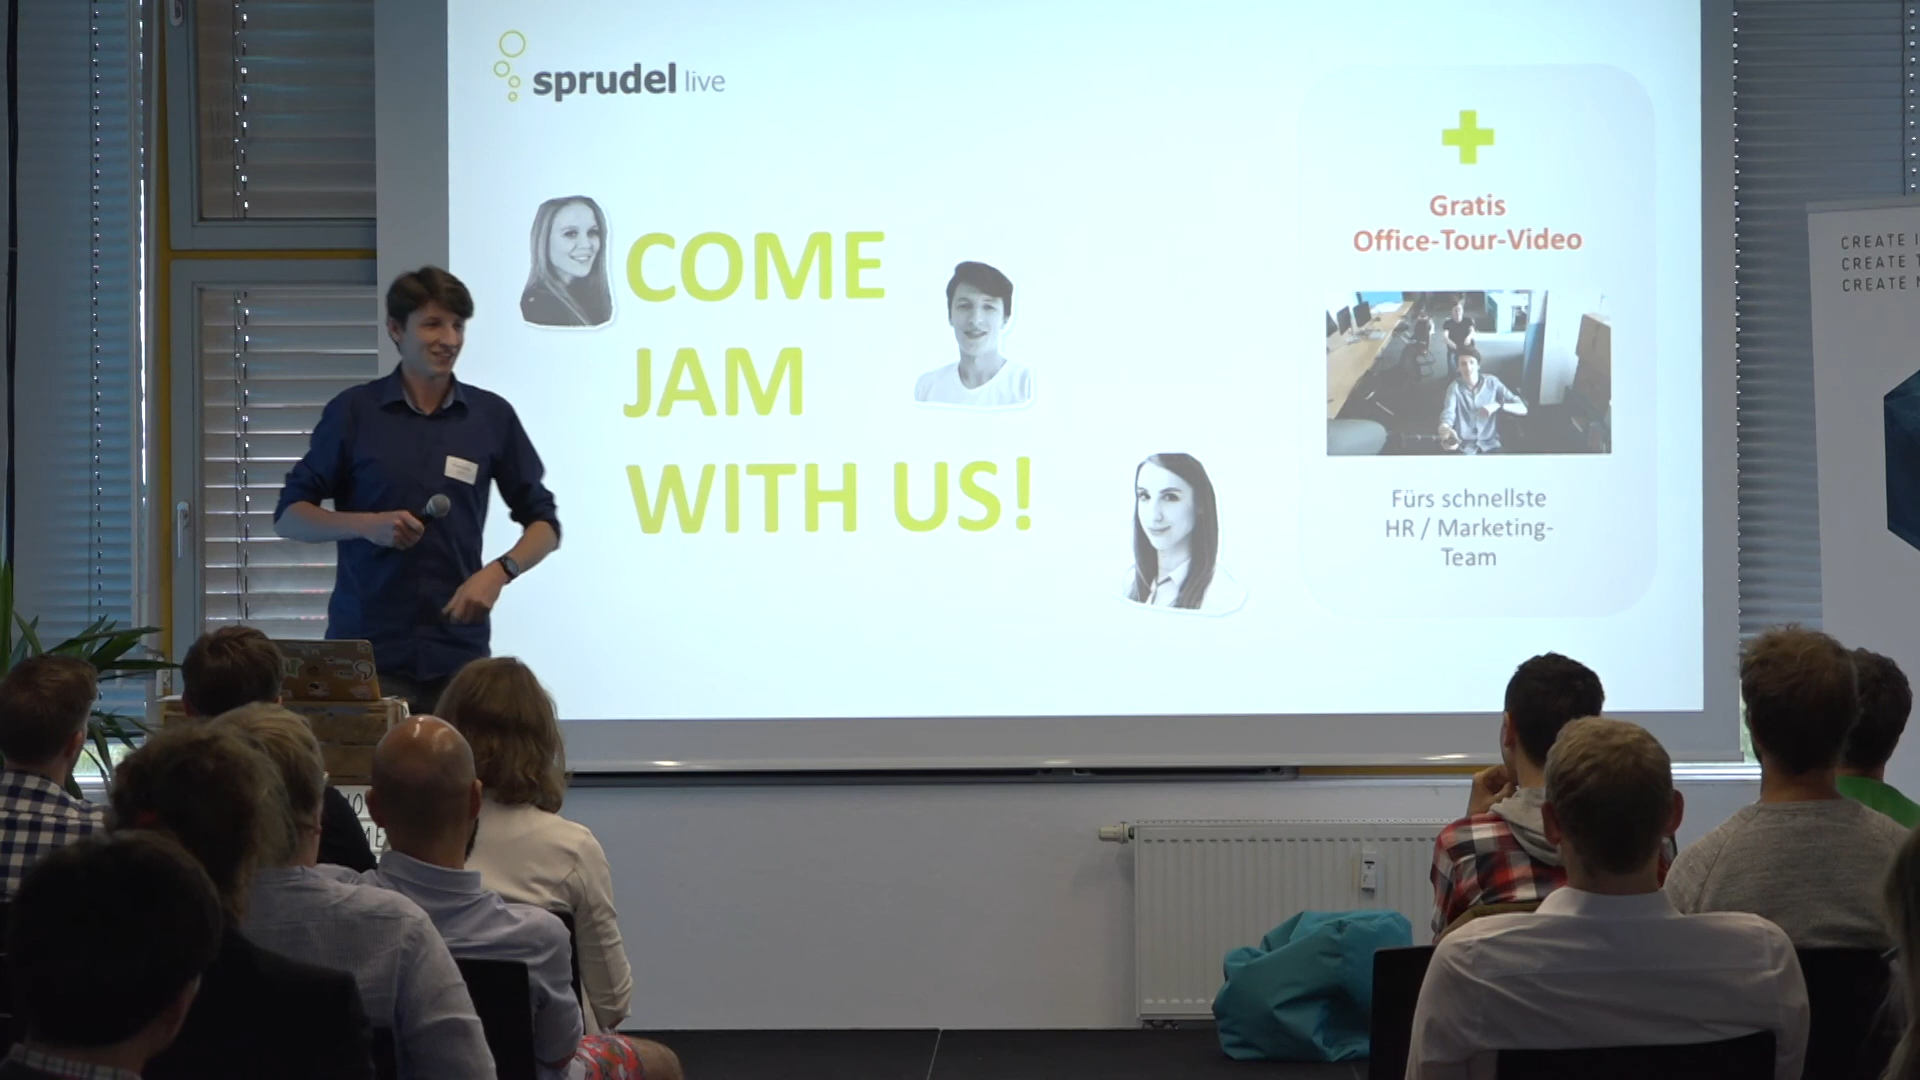 sprudel live
COME
JAM
WITH US!
Gratis
Office-Tour-Video
Fürs schnellste
HR / Marketing-
Team
CREATE
CREATE
CREATE